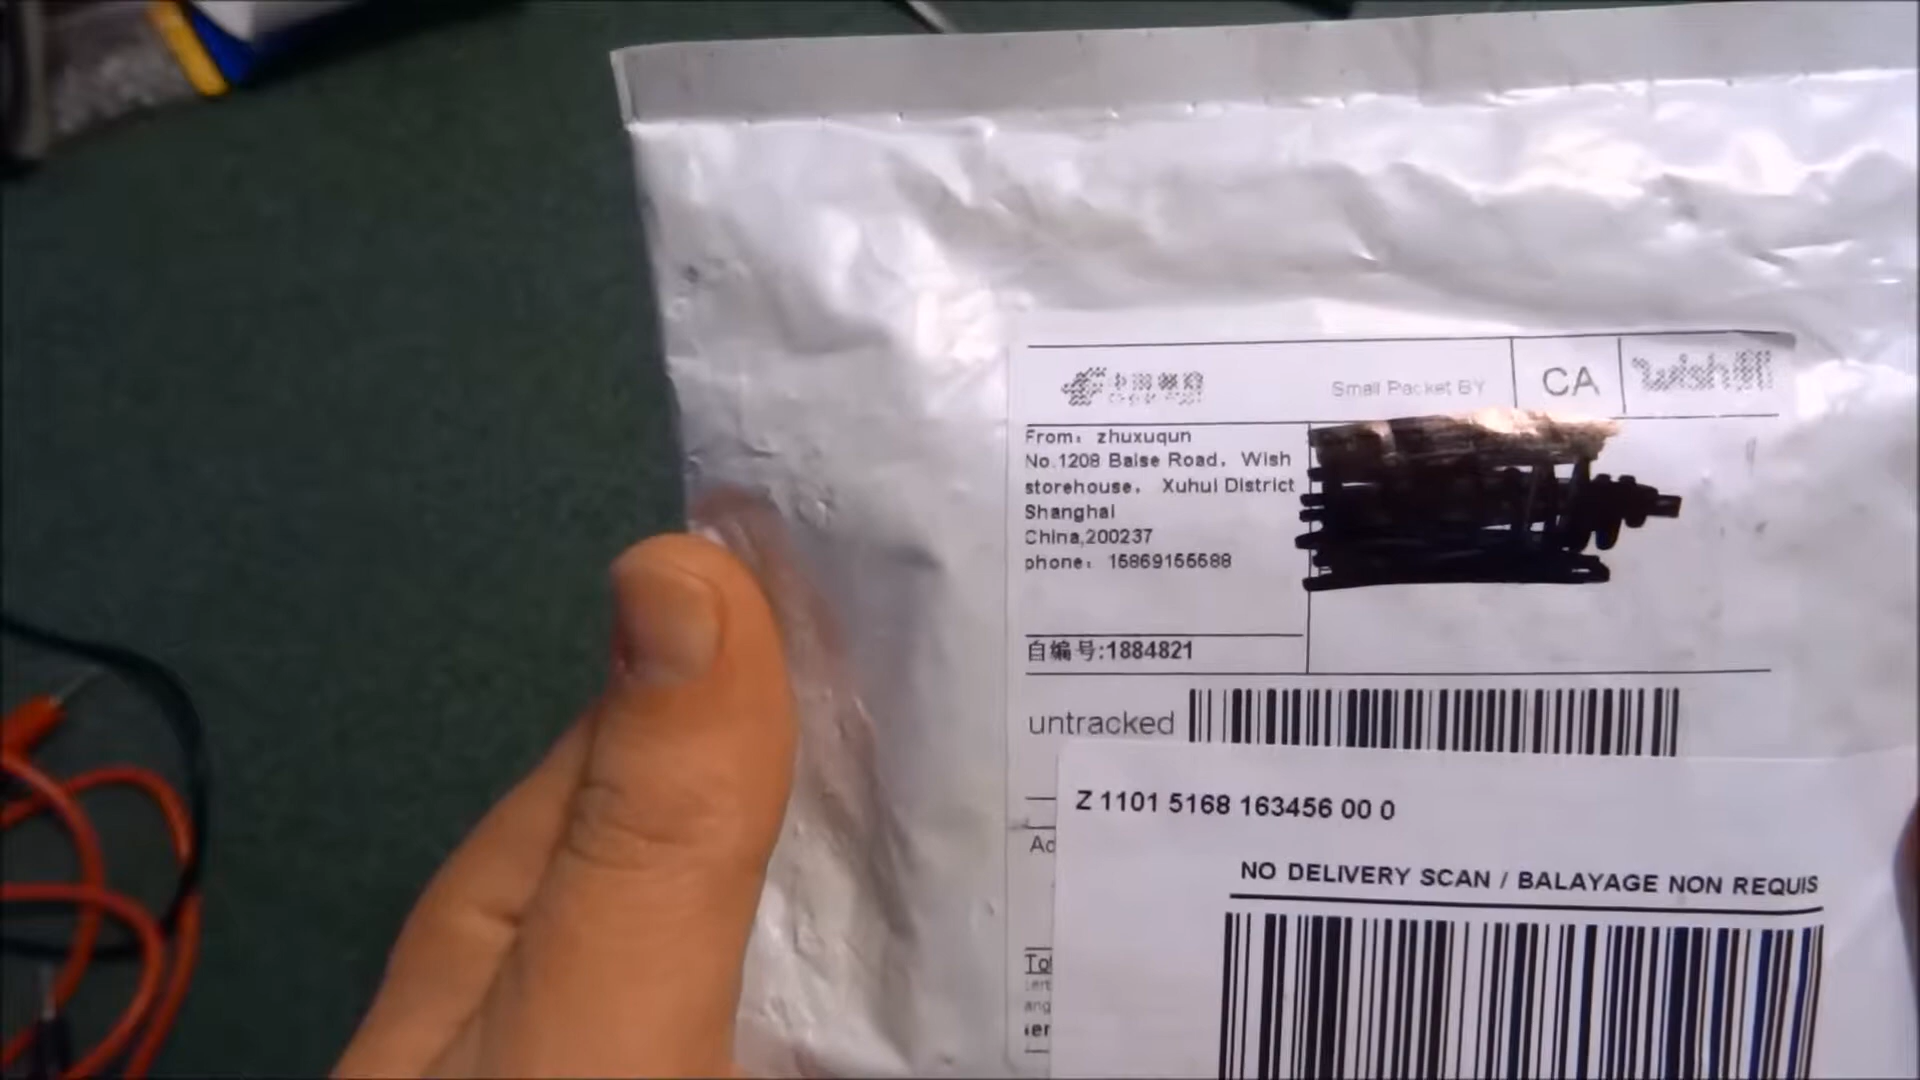 Small Packet BY
CA
From: zhuxuqun
No.1208 Baise Road, Wish
storehouse, Xuhui District
Shanghai
China,200237
phone: 15869155588
自编号:1884821
untracked
Z 1101 5168 163456 00 0
NO DELIVERY SCAN / BALAYAGE NON REQUIS